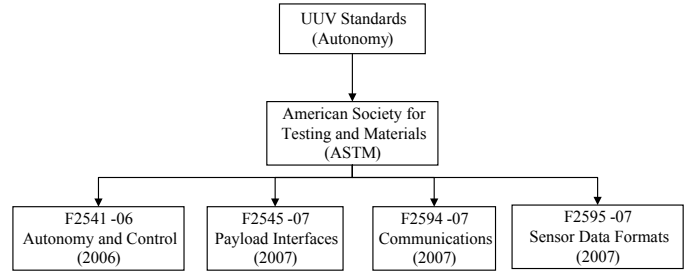 UUV Standards
(Autonomy)
American Society for
Testing and Materials
(ASTM)
F2541 -06
Autonomy and Control
(2006)
F2545 -07
Payload Interfaces
(2007)
F2594 -07
Communications
(2007)
F2595 -07
Sensor Data Formats
(2007)